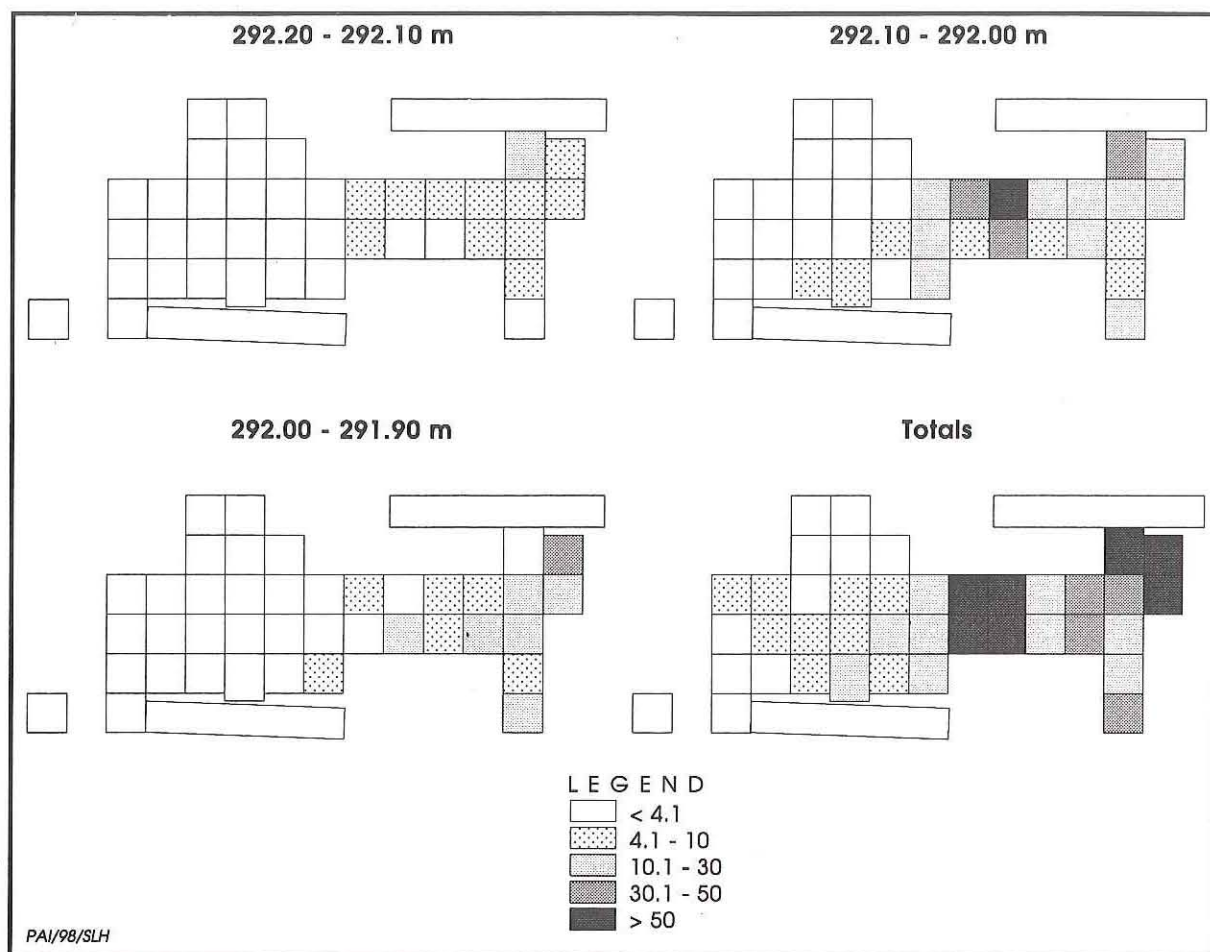 292.20 - 292.10 m
292.10 - 292.00 m
292.00 - 291.90 m
Totals
LEGEND
< 4.1
4.1 - 10
10.1 - 30
30.1 - 50
> 50
PAI/98/SLH